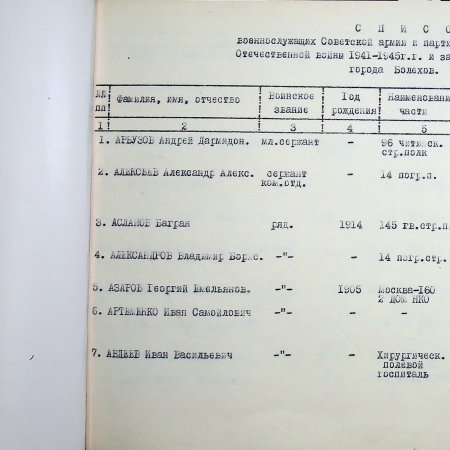 С П И С О
военнослужащих Советской армии и парти
Отечественной войны 1941-1945г.г. и за
города Болехов.
№№ пп Фамилия, имя, отчество Воинское звание Год рождения Наименовани части
1 2 3 4 5
1. АРБУЗОВ Андрей Дармидон. мл.сержант - 96 читинск. стр.полк
2. АЛЕКСЬЕВ Александр Алекс. сержант ком.отд. - 14 погр.п.
3. АСЛАНОВ Баграм ряд. 1914 145 гв.стр.п.
4. АЛЕКСАНДРОВ Владимир Борис. -"- - 14 погр.стр.
5. АЗАРОВ Георгий Емельянов. -"- 1905 Москва-160 2 ДОМ НКО
6. АРТЕМЕНКО Иван Самойлович -"- - -
7. АВДЕЕВ Иван Васильевич -"- - Хирургическ. полевой госпиталь